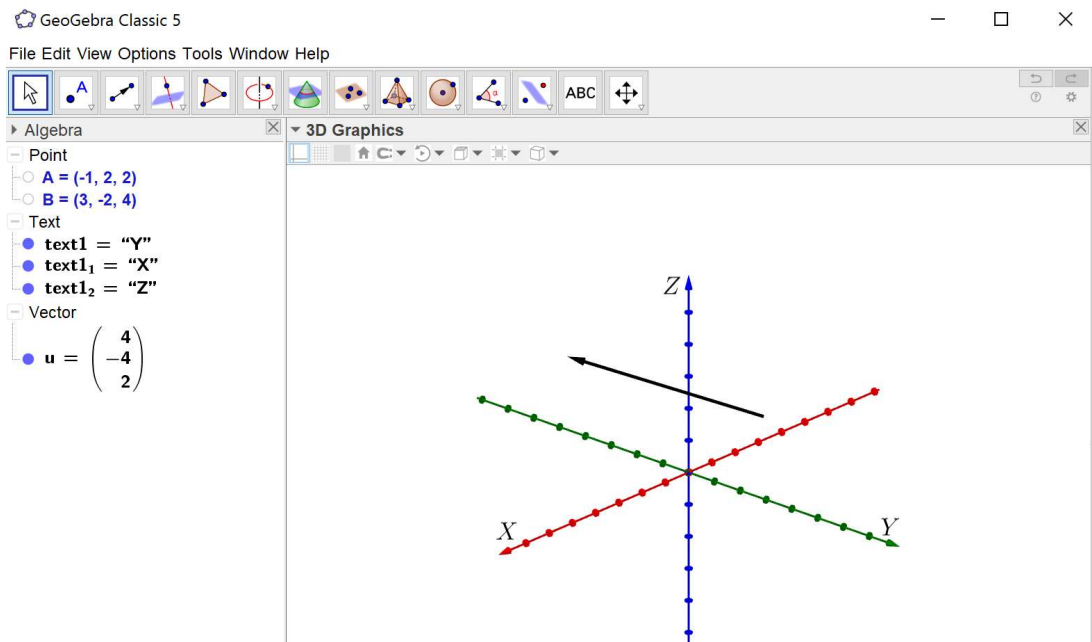 GeoGebra Classic 5
File Edit View Options Tools Window Help
A
α
ABC
Algebra
3D Graphics
Point
A = (-1, 2, 2)
B = (3, -2, 4)
Text
text1 = “Y”
text1₁ = “X”
text1₂ = “Z”
Vector
u = ( 4
−4
2 )
Z
X
Y